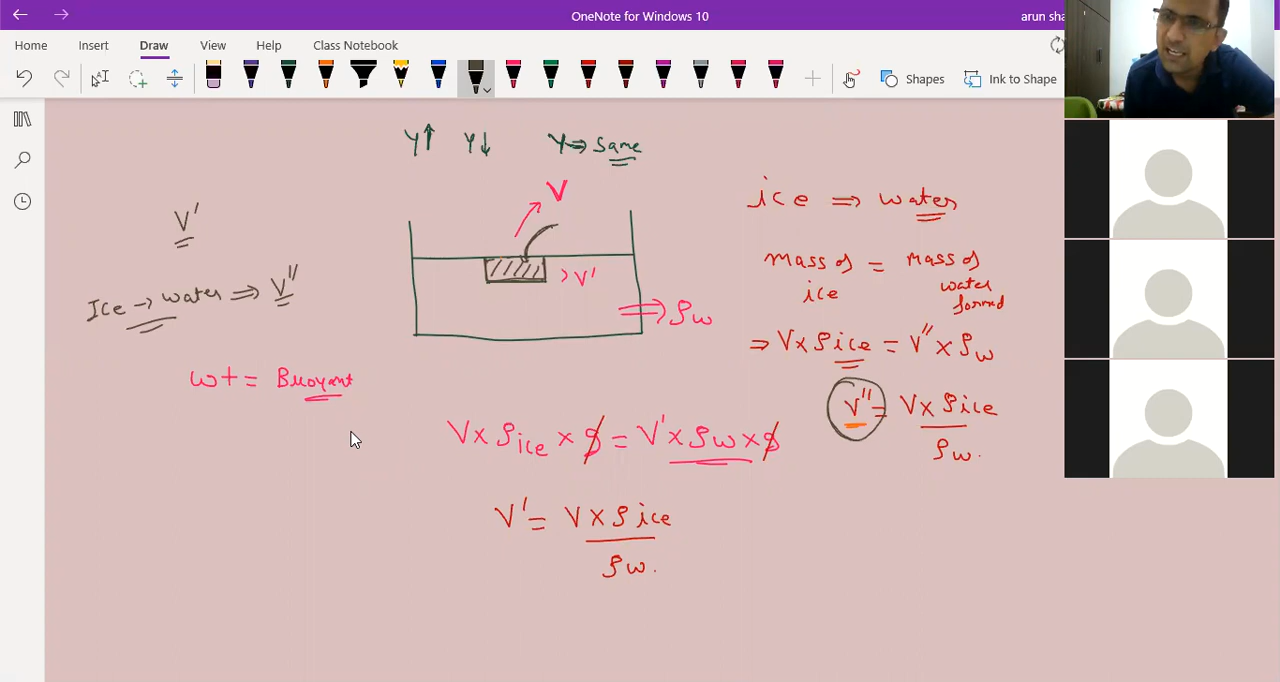 OneNote for Windows 10
arun sha
Home Insert Draw View Help Class Notebook
Shapes Ink to Shape
Y↑ Y↓ Y⇒ Same
V
V'
Ice → water ⇒ V''
> V'
⇒ ρw
wt = Buoyant
V x ρice x g = V' x ρw x g
V' = V x ρice
ρw.
ice ⇒ water
mass of = Mass of
ice water
formed
⇒ V x ρice = V'' x ρw
V'' = V x ρice
ρw.